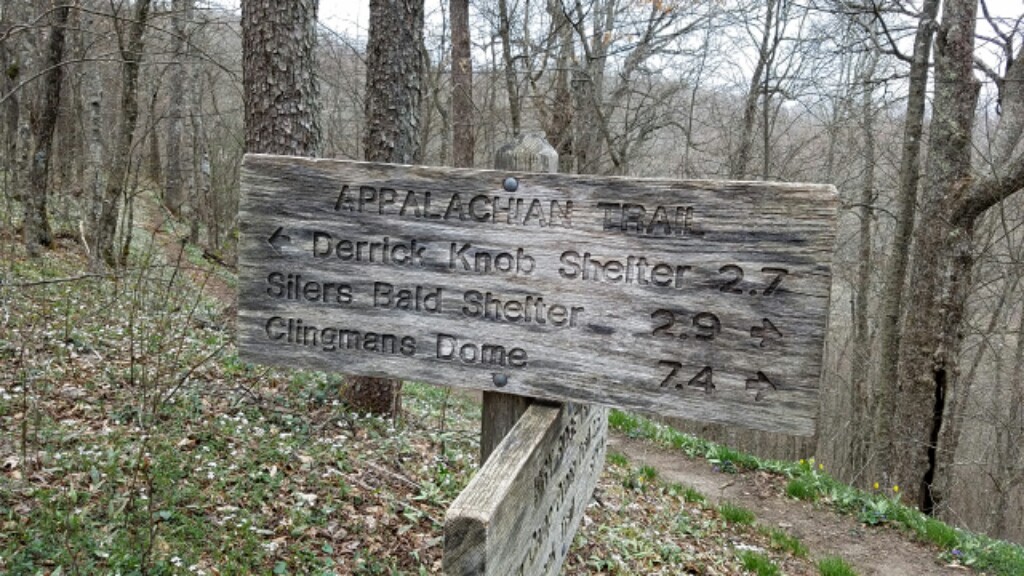 APPALACHIAN TRAIL
← Derrick Knob Shelter 2.7
Silers Bald Shelter 2.9 →
Clingmans Dome 7.4 →